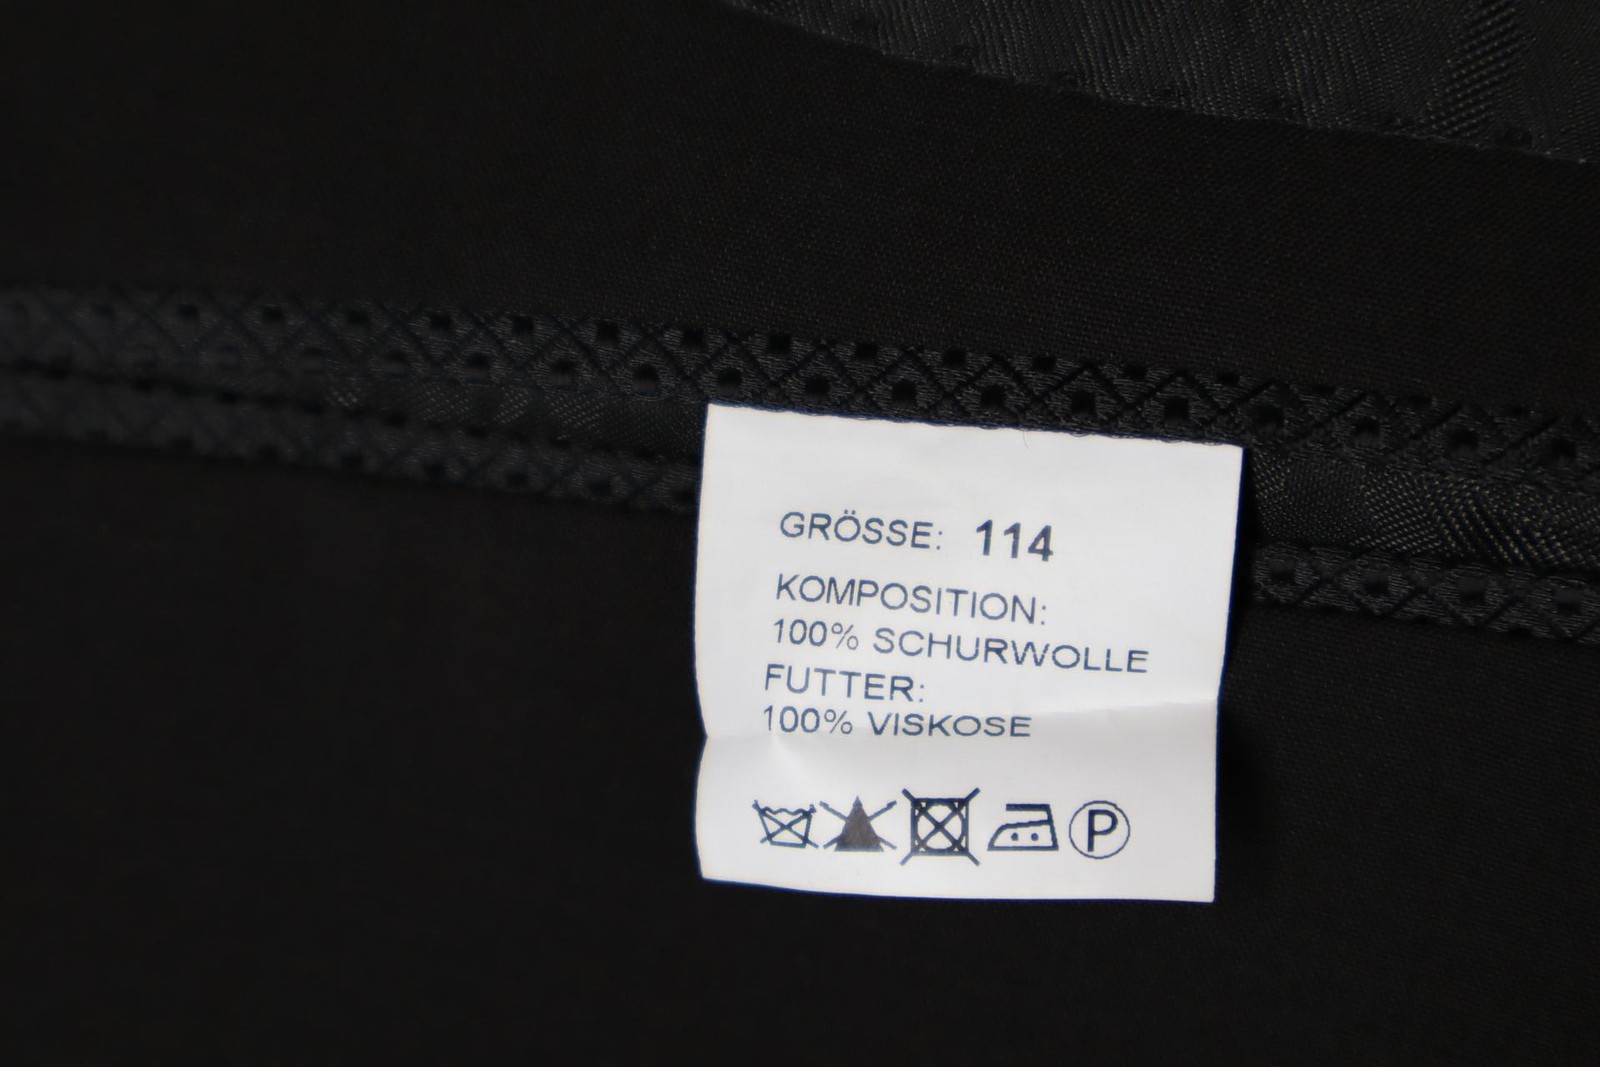 GRÖSSE: 114
KOMPOSITION:
100% SCHURWOLLE
FUTTER:
100% VISKOSE
P